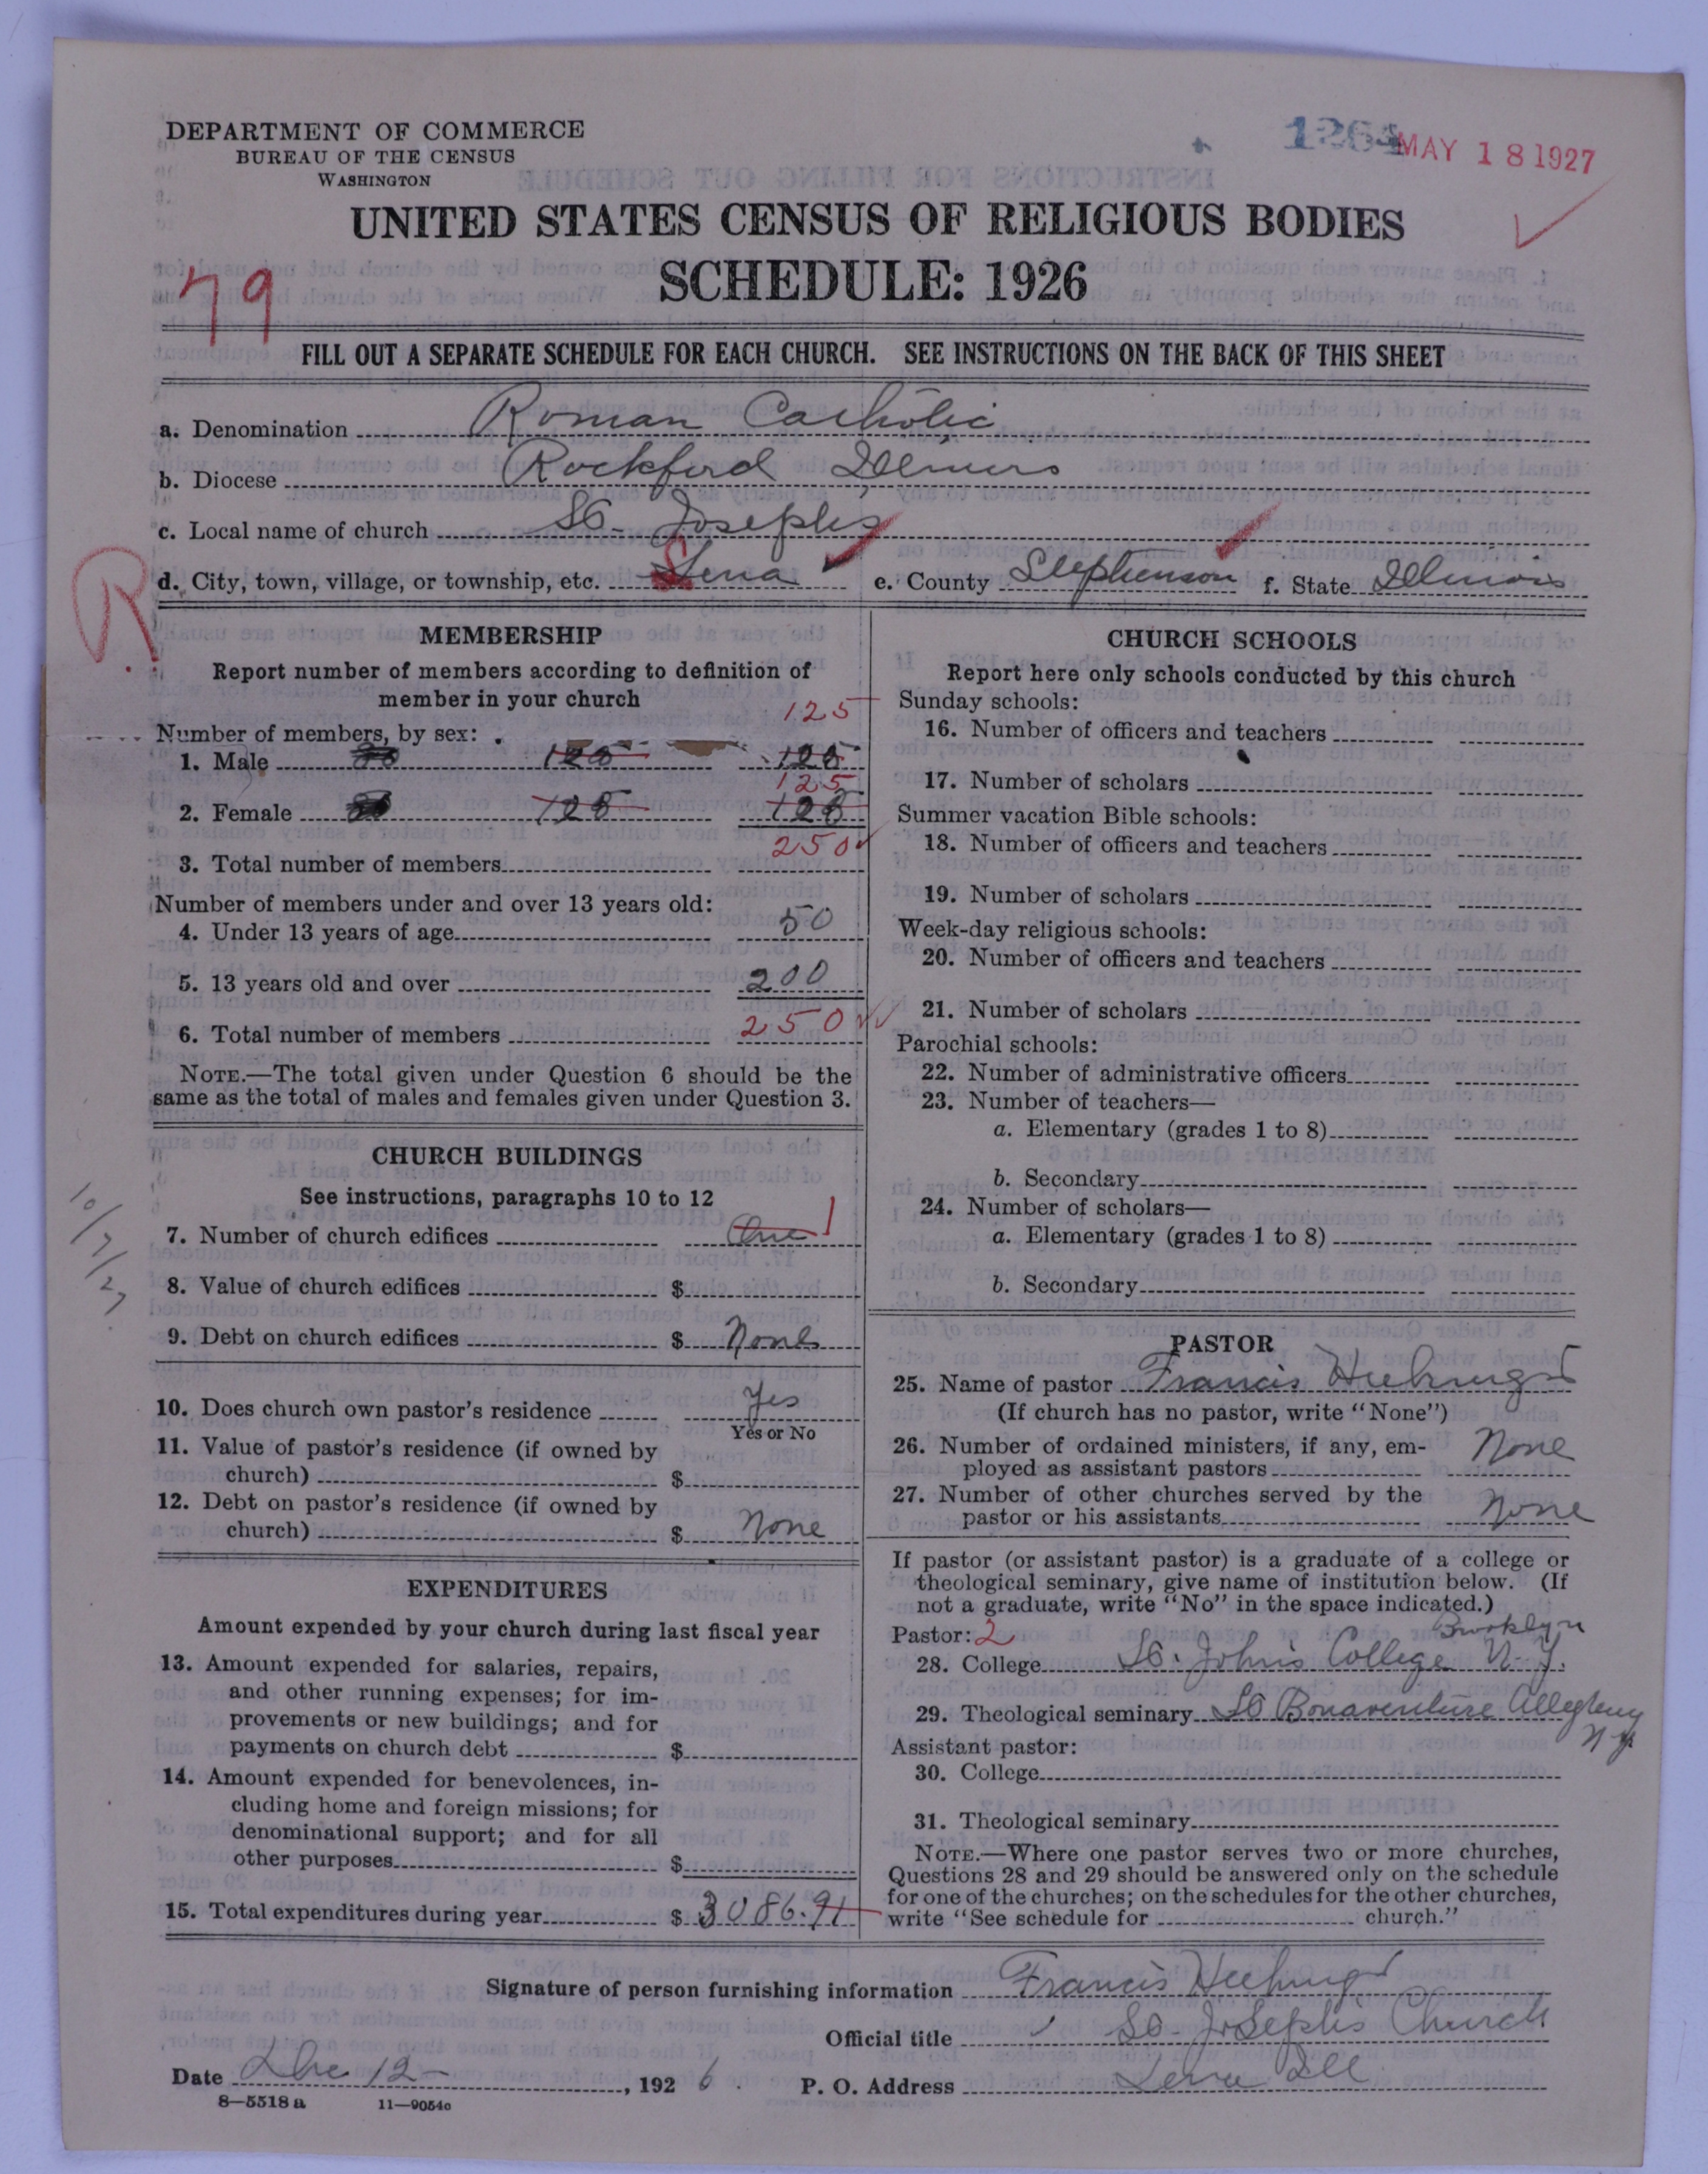 DEPARTMENT OF COMMERCE
BUREAU OF THE CENSUS
WASHINGTON
1264 MAY 18 1927
UNITED STATES CENSUS OF RELIGIOUS BODIES
SCHEDULE: 1926
79
FILL OUT A SEPARATE SCHEDULE FOR EACH CHURCH. SEE INSTRUCTIONS ON THE BACK OF THIS SHEET
a. Denomination Roman Catholic
b. Diocese Rockford Illinois
c. Local name of church St. Joseph's
d. City, town, village, or township, etc. Lena e. County Stephenson f. State Illinois
R
MEMBERSHIP
Report number of members according to definition of
member in your church
125
Number of members, by sex:
1. Male 128 128
125
2. Female 128 128
250
3. Total number of members
Number of members under and over 13 years old:
4. Under 13 years of age 50
5. 13 years old and over 200
6. Total number of members 250
NOTE.—The total given under Question 6 should be the
same as the total of males and females given under Question 3.
CHURCH BUILDINGS
See instructions, paragraphs 10 to 12
7. Number of church edifices One 1
10/7/27
8. Value of church edifices $
9. Debt on church edifices $ None
10. Does church own pastor's residence Yes
Yes or No
11. Value of pastor's residence (if owned by
church) $
12. Debt on pastor's residence (if owned by
church) $ None
EXPENDITURES
Amount expended by your church during last fiscal year
13. Amount expended for salaries, repairs,
and other running expenses; for im-
provements or new buildings; and for
payments on church debt $
14. Amount expended for benevolences, in-
cluding home and foreign missions; for
denominational support; and for all
other purposes $
15. Total expenditures during year $ 3086.91
CHURCH SCHOOLS
Report here only schools conducted by this church
Sunday schools:
16. Number of officers and teachers
17. Number of scholars
Summer vacation Bible schools:
18. Number of officers and teachers
19. Number of scholars
Week-day religious schools:
20. Number of officers and teachers
21. Number of scholars
Parochial schools:
22. Number of administrative officers
23. Number of teachers—
a. Elementary (grades 1 to 8)
b. Secondary
24. Number of scholars—
a. Elementary (grades 1 to 8)
b. Secondary
PASTOR
25. Name of pastor Francis
(If church has no pastor, write "None")
26. Number of ordained ministers, if any, em-
ployed as assistant pastors None
27. Number of other churches served by the
pastor or his assistants None
If pastor (or assistant pastor) is a graduate of a college or
theological seminary, give name of institution below. (If
not a graduate, write "No" in the space indicated.)
Pastor: 2 Brooklyn
28. College St. John's College N.Y.
29. Theological seminary St Bonaventure Allegheny
N-Y
Assistant pastor:
30. College
31. Theological seminary
NOTE.—Where one pastor serves two or more churches,
Questions 28 and 29 should be answered only on the schedule
for one of the churches; on the schedules for the other churches,
write "See schedule for church."
Signature of person furnishing information Francis
Official title St. Joseph's Church
Date Dec 12 , 1926. P. O. Address Lena Ill
8—5518 a 11—9054c